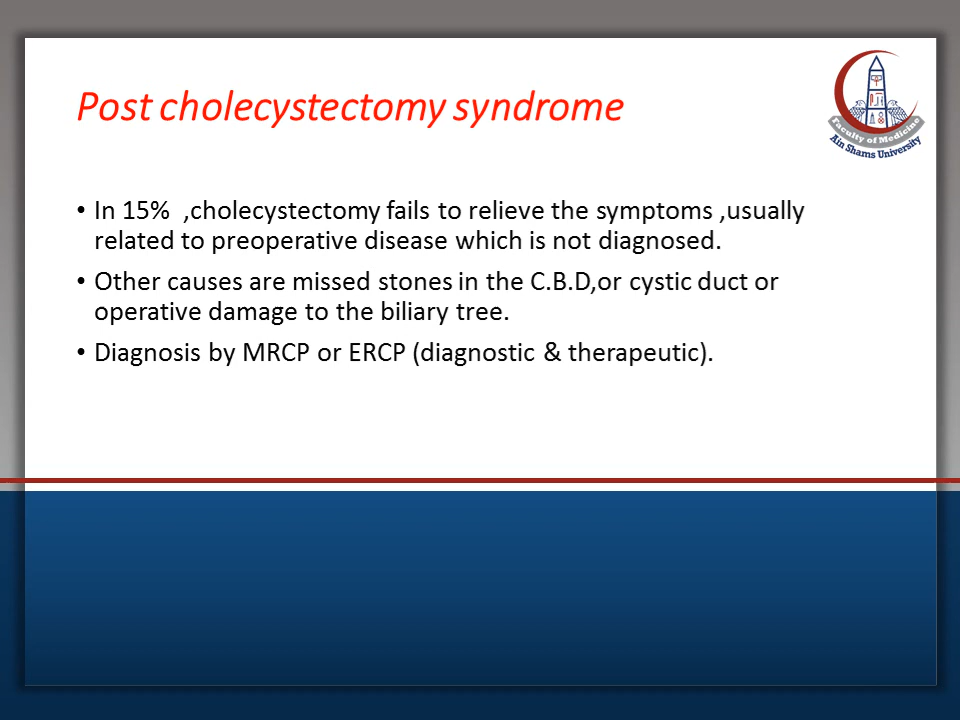 Post cholecystectomy syndrome
Faculty of Medicine
Ain Shams University
• In 15%  ,cholecystectomy fails to relieve the symptoms ,usually
related to preoperative disease which is not diagnosed.
• Other causes are missed stones in the C.B.D,or cystic duct or
operative damage to the biliary tree.
• Diagnosis by MRCP or ERCP (diagnostic & therapeutic).